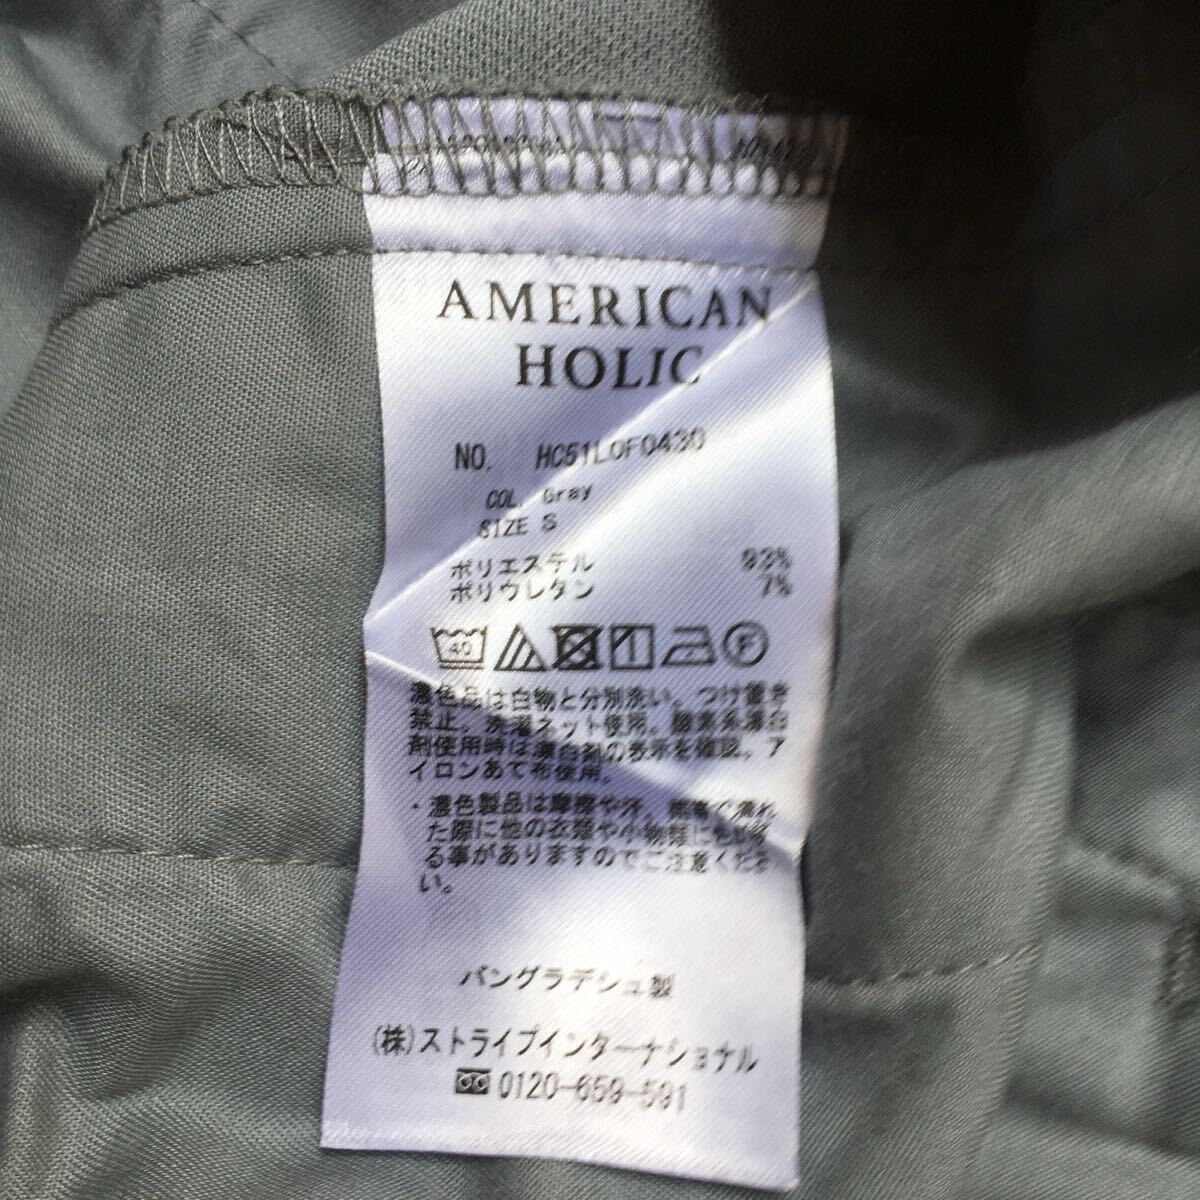 AMERICAN
HOLIC
NO. HC51L0F0430
COL. Gray
SIZE S
ポリエステル 93%
ポリウレタン 7%
40 F
濃色品は白物と分別洗い。つけ置き
禁止。洗濯ネット使用。酸素系漂白
剤使用時は漂白剤の表示を確認。ア
イロンあて布使用。
・濃色製品は摩擦や汗、雨等で濡れ
た際に他の衣類や小物類に色移りす
る事がありますのでご注意くださ
い。
バングラデシュ製
(株)ストライプインターナショナル
0120-659-591